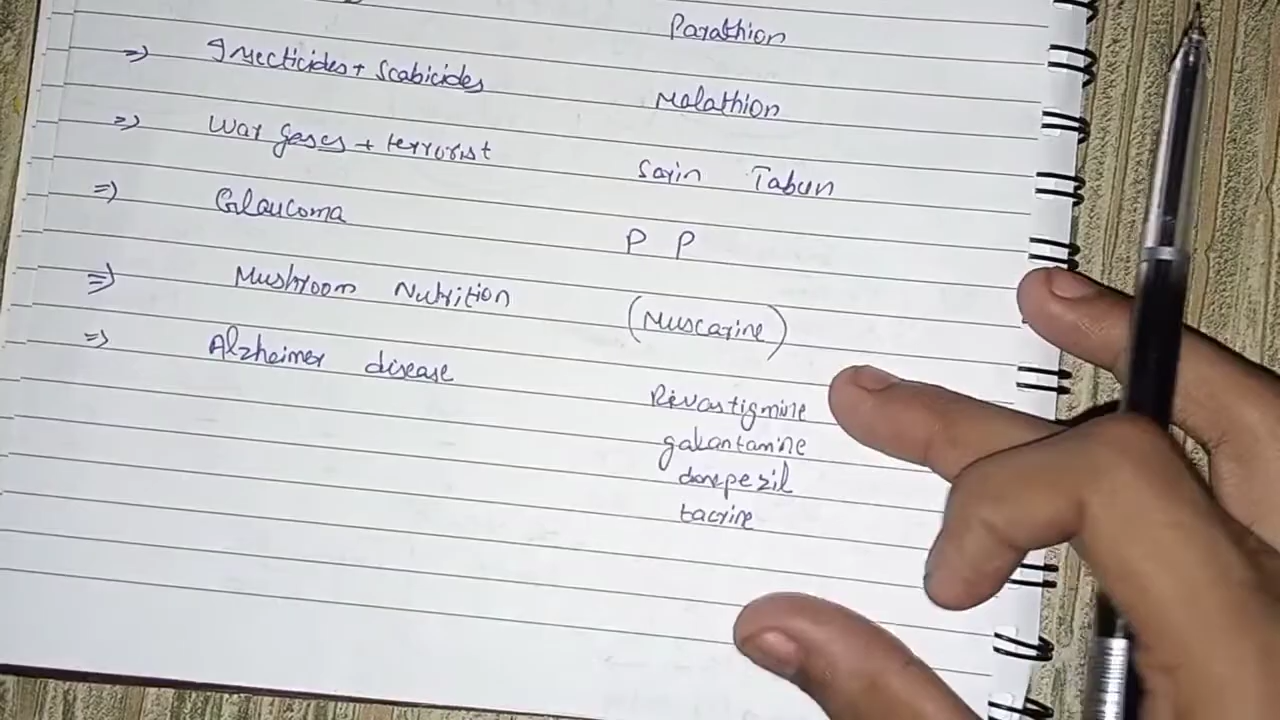 Parathion
=> Insecticides + Scabicides Malathion
=> War gases + terrorist Sarin Tabun
=> Glaucoma P P
=> Mushroom Nutrition (Muscarine)
=> Alzheimer disease Rivastigmine
galantamine
donepezil
tacrine